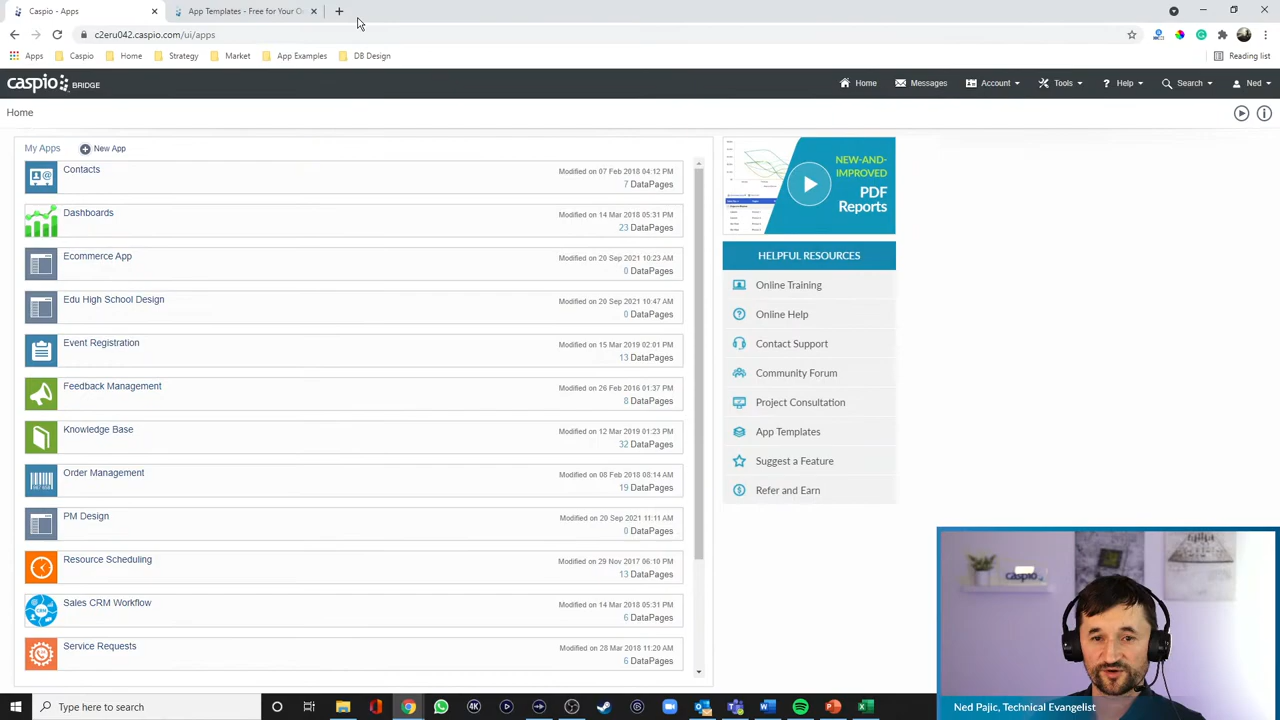 Caspio - Apps
App Templates - Free for Your O
c2eru042.caspio.com/ui/apps
Apps
Caspio
Home
Strategy
Market
App Examples
DB Design
Reading list
caspio BRIDGE
Home
Messages
Account
Tools
? Help
Search
Ned
Home
My Apps
New App
Contacts
Modified on 07 Feb 2018 04:12 PM
7 DataPages
Dashboards
Modified on 14 Mar 2018 05:31 PM
23 DataPages
Ecommerce App
Modified on 20 Sep 2021 10:23 AM
0 DataPages
Edu High School Design
Modified on 20 Sep 2021 10:47 AM
0 DataPages
Event Registration
Modified on 15 Mar 2019 02:01 PM
13 DataPages
Feedback Management
Modified on 26 Feb 2016 01:37 PM
8 DataPages
Knowledge Base
Modified on 12 Mar 2019 01:23 PM
32 DataPages
Order Management
Modified on 08 Feb 2018 08:14 AM
19 DataPages
PM Design
Modified on 20 Sep 2021 11:11 AM
0 DataPages
Resource Scheduling
Modified on 29 Nov 2017 06:10 PM
13 DataPages
Sales CRM Workflow
Modified on 14 Mar 2018 05:31 PM
6 DataPages
Service Requests
Modified on 28 Mar 2018 11:20 AM
6 DataPages
NEW-AND-
IMPROVED
PDF
Reports
HELPFUL RESOURCES
Online Training
Online Help
Contact Support
Community Forum
Project Consultation
App Templates
Suggest a Feature
Refer and Earn
caspio
Ned Pajic, Technical Evangelist
Type here to search
4K